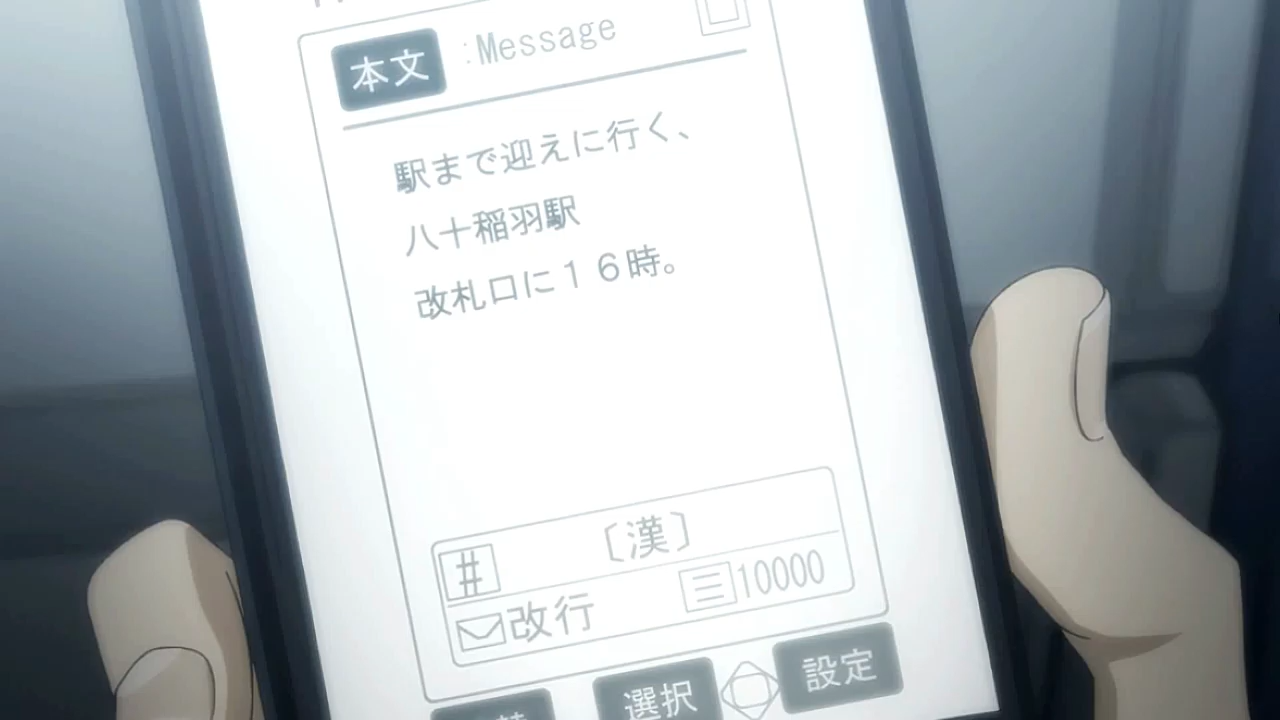 本文 :Message
駅まで迎えに行く、
八十稲羽駅
改札口に１６時。
# [漢]
改行 10000
選択 設定